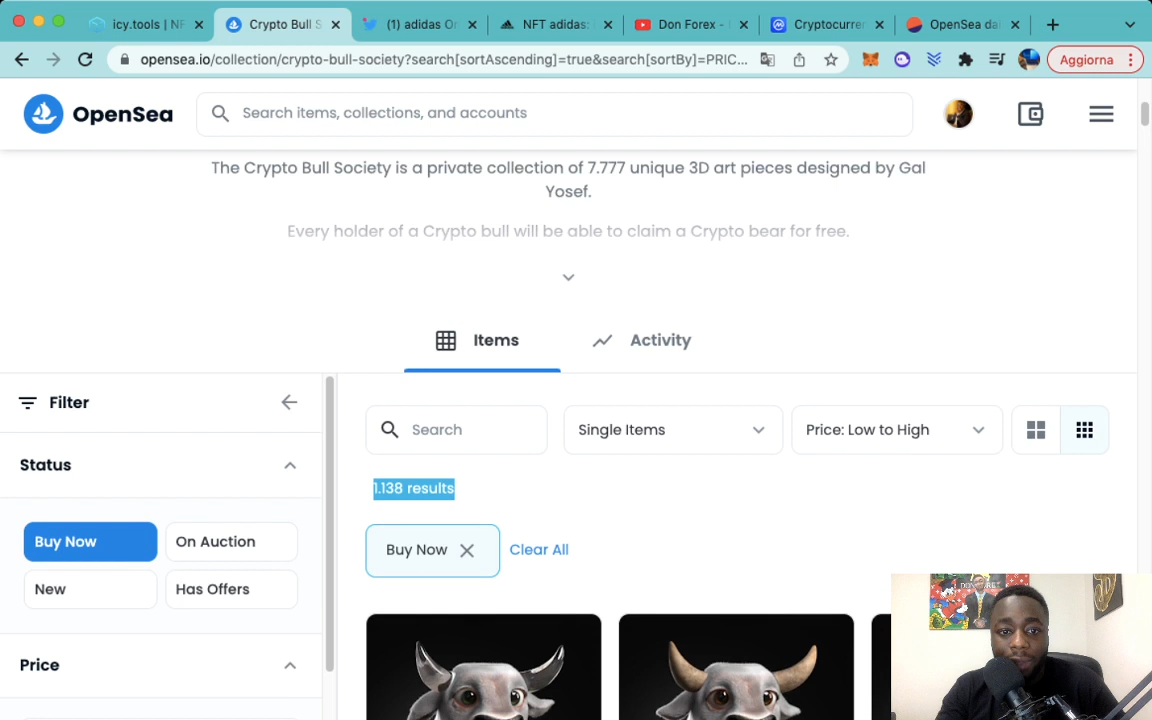 icy.tools | NF
Crypto Bull S
(1) adidas Or
NFT adidas:
Don Forex -
Cryptocurrer
OpenSea dai
opensea.io/collection/crypto-bull-society?search[sortAscending]=true&search[sortBy]=PRIC...
Aggiorna
OpenSea
Search items, collections, and accounts
The Crypto Bull Society is a private collection of 7.777 unique 3D art pieces designed by Gal
Yosef.
Every holder of a Crypto bull will be able to claim a Crypto bear for free.
Items
Activity
Filter
Search
Single Items
Price: Low to High
Status
1.138 results
Buy Now
On Auction
Buy Now
Clear All
New
Has Offers
Price